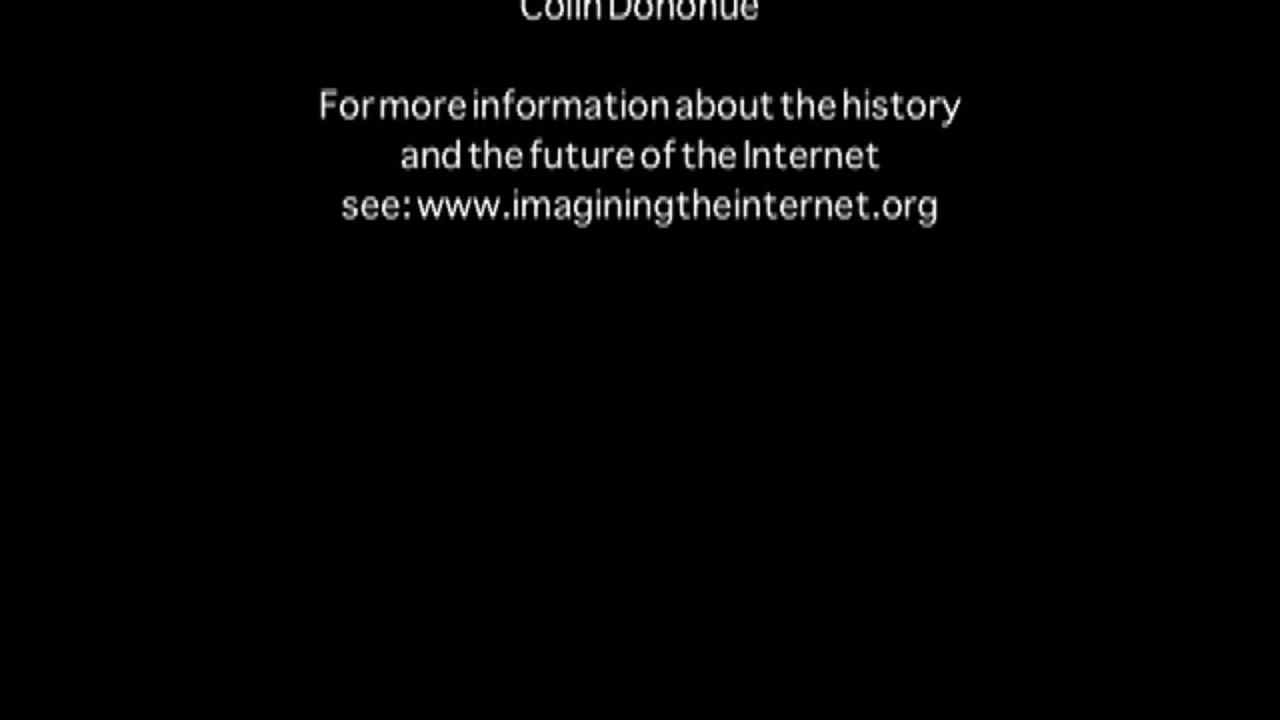 Colin Donohue
For more information about the history
and the future of the Internet
see: www.imaginingtheinternet.org